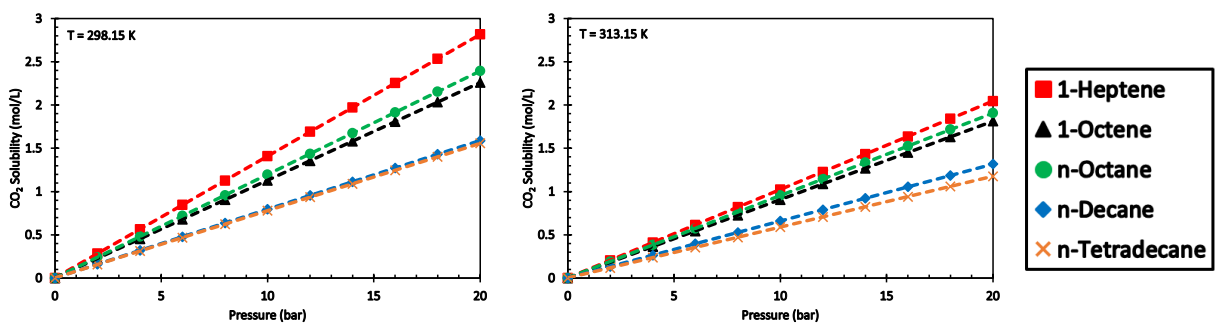 T = 298.15 K
CO₂ Solubility (mol/L)
3
2.5
2
1.5
1
0.5
0
0 5 10 15 20
Pressure (bar)
T = 313.15 K
CO₂ Solubility (mol/L)
3
2.5
2
1.5
1
0.5
0
0 5 10 15 20
Pressure (bar)
1-Heptene
1-Octene
n-Octane
n-Decane
n-Tetradecane